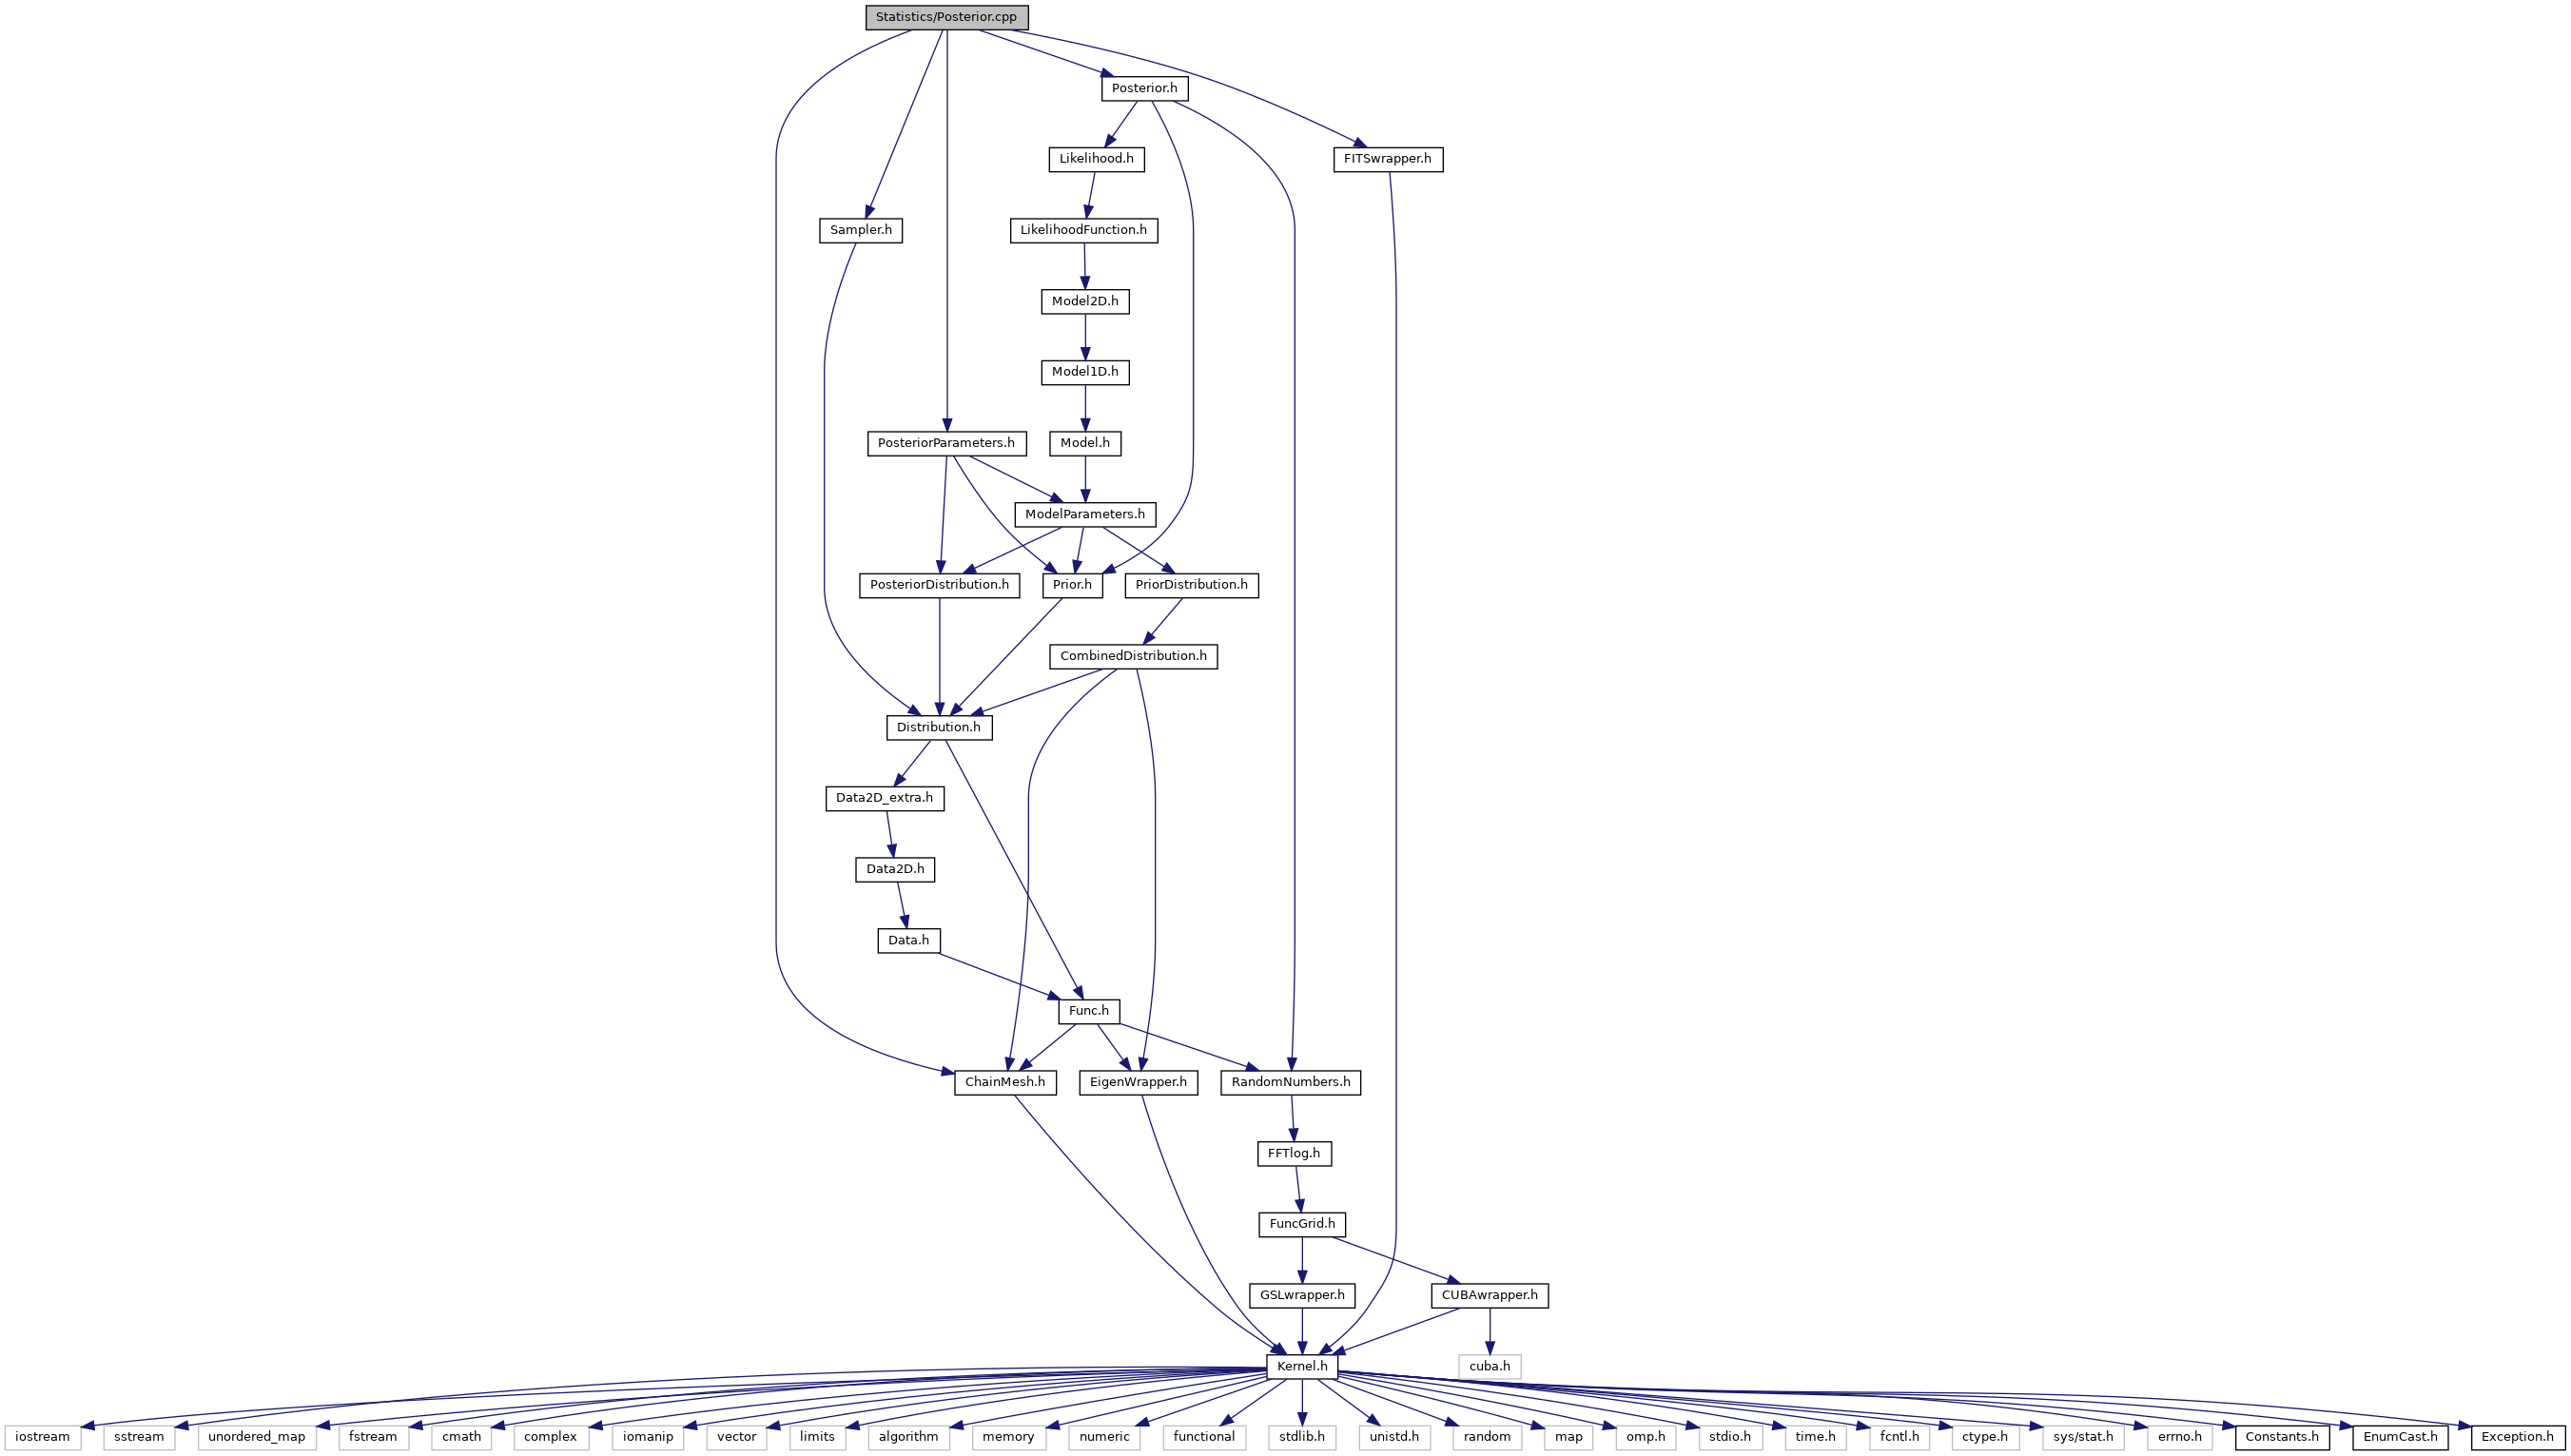 Statistics/Posterior.cpp
Posterior.h
Likelihood.h
FITSwrapper.h
Sampler.h
LikelihoodFunction.h
Model2D.h
Model1D.h
PosteriorParameters.h
Model.h
ModelParameters.h
PosteriorDistribution.h
Prior.h
PriorDistribution.h
CombinedDistribution.h
Distribution.h
Data2D_extra.h
Data2D.h
Data.h
Func.h
ChainMesh.h
EigenWrapper.h
RandomNumbers.h
FFTlog.h
FuncGrid.h
GSLwrapper.h
CUBAwrapper.h
Kernel.h
cuba.h
iostream
sstream
unordered_map
fstream
cmath
complex
iomanip
vector
limits
algorithm
memory
numeric
functional
stdlib.h
unistd.h
random
map
omp.h
stdio.h
time.h
fcntl.h
ctype.h
sys/stat.h
errno.h
Constants.h
EnumCast.h
Exception.h